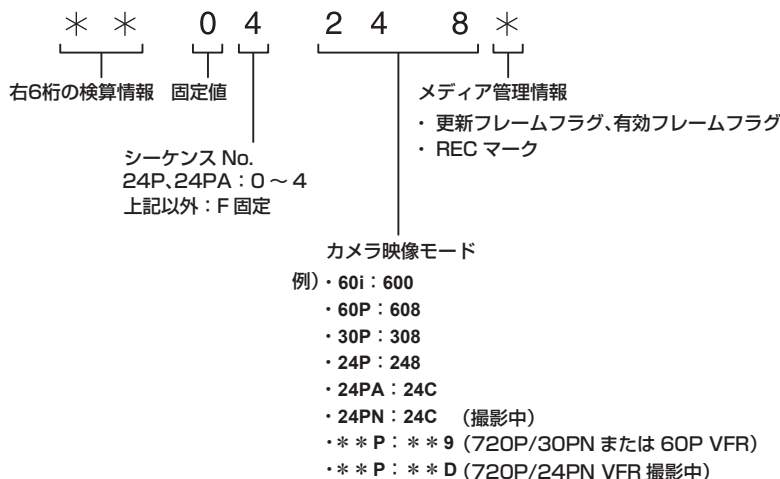 ＊ ＊ 0 4 2 4 8 ＊
右6桁の検算情報 固定値 メディア管理情報
・ 更新フレームフラグ、有効フレームフラグ
・ REC マーク
シーケンス No.
24P、24PA：0 ～ 4
上記以外：F 固定
カメラ映像モード
例）・60i：600
・60P：608
・30P：308
・24P：248
・24PA：24C
・24PN：24C （撮影中）
・＊＊P：＊＊9（720P/30PN または 60P VFR）
・＊＊P：＊＊D（720P/24PN VFR 撮影中）